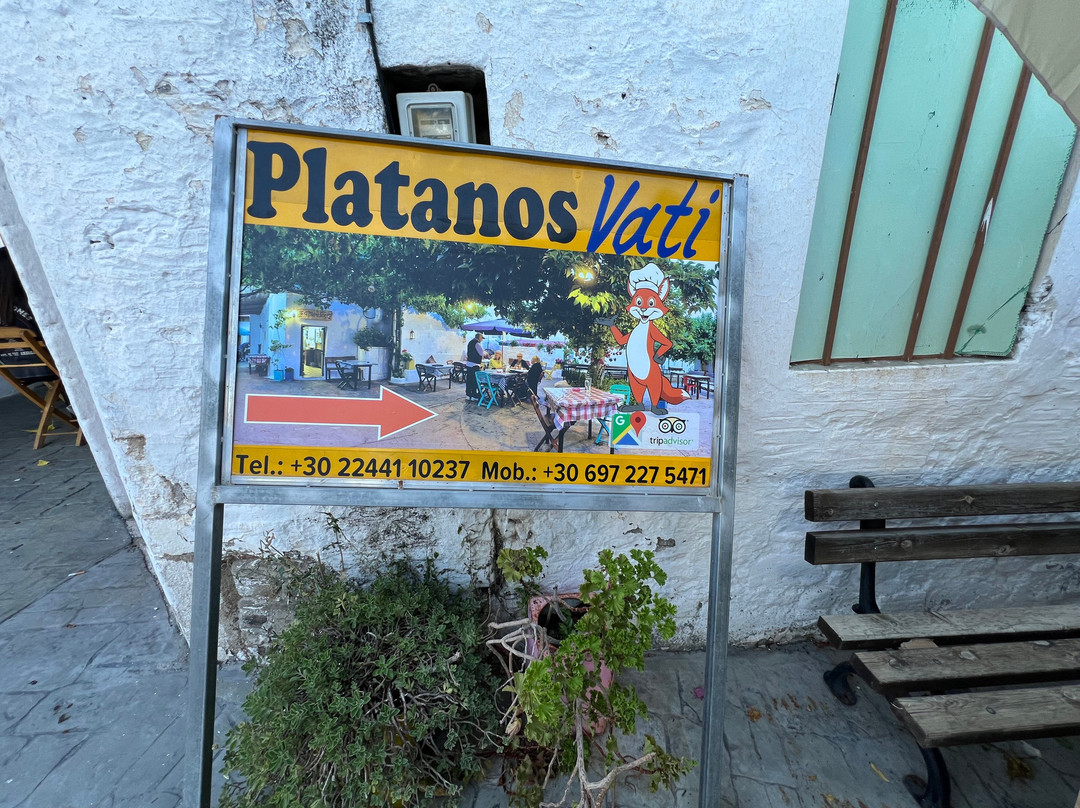 Platanos Vati
G
tripadvisor
Tel.: +30 22441 10237 Mob.: +30 697 227 5471